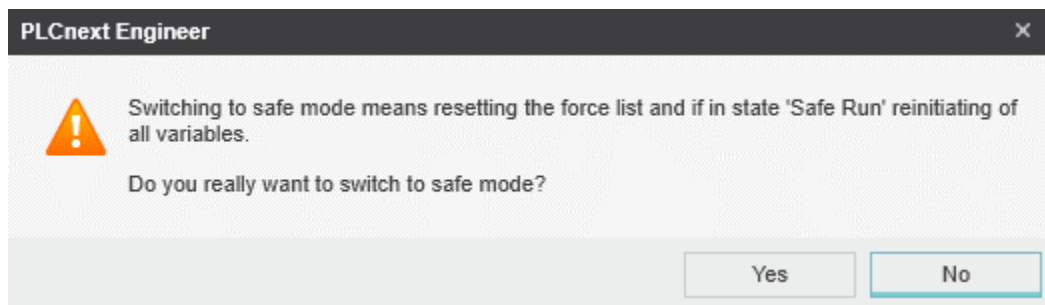 PLCnext Engineer
Switching to safe mode means resetting the force list and if in state 'Safe Run' reinitiating of
all variables.
Do you really want to switch to safe mode?
Yes
No